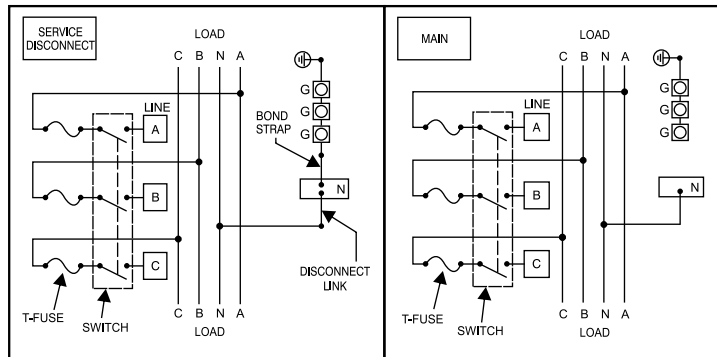 SERVICE
DISCONNECT
LOAD
C B N A
G
G
G
LINE
A
BOND
STRAP
B
N
C
DISCONNECT
LINK
T-FUSE
SWITCH
C B N A
LOAD
MAIN
LOAD
C B N A
G
G
G
LINE
A
B
N
C
T-FUSE
SWITCH
C B N A
LOAD